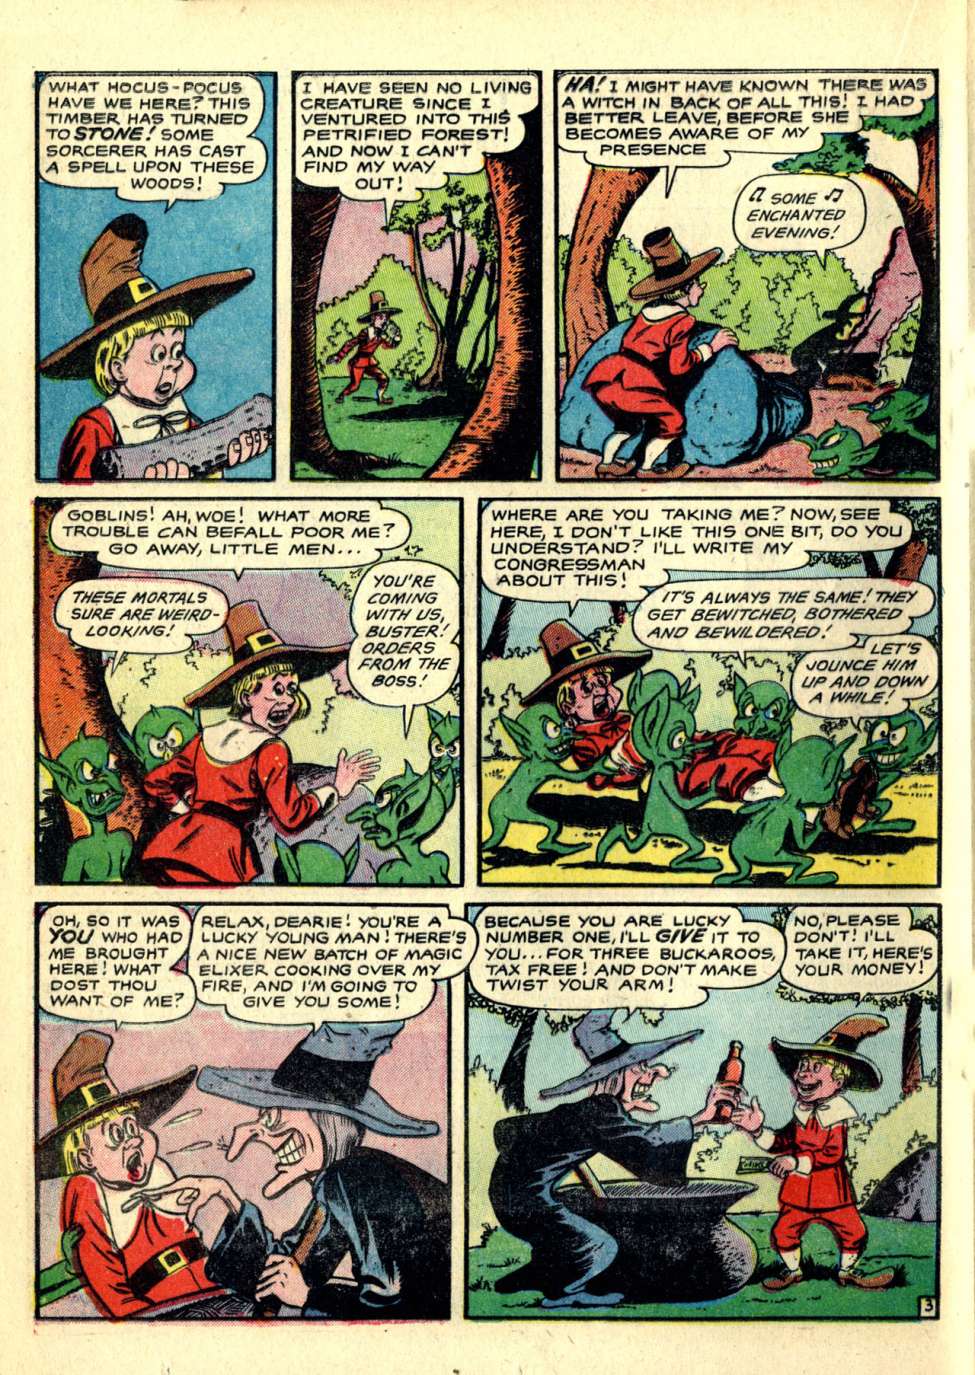 WHAT HOCUS-POCUS
HAVE WE HERE? THIS
TIMBER HAS TURNED
TO STONE! SOME
SORCERER HAS CAST
A SPELL UPON THESE
WOODS!
I HAVE SEEN NO LIVING
CREATURE SINCE I
VENTURED INTO THIS
PETRIFIED FOREST!
AND NOW I CAN'T
FIND MY WAY
OUT!
HA! I MIGHT HAVE KNOWN THERE WAS
A WITCH IN BACK OF ALL THIS! I HAD
BETTER LEAVE, BEFORE SHE
BECOMES AWARE OF MY
PRESENCE
♫ SOME ♫
ENCHANTED
EVENING!
GOBLINS! AH, WOE! WHAT MORE
TROUBLE CAN BEFALL POOR ME?
GO AWAY, LITTLE MEN...
THESE MORTALS
SURE ARE WEIRD-
LOOKING!
YOU'RE
COMING
WITH US,
BUSTER!
ORDERS
FROM THE
BOSS!
WHERE ARE YOU TAKING ME? NOW, SEE
HERE, I DON'T LIKE THIS ONE BIT, DO YOU
UNDERSTAND? I'LL WRITE MY
CONGRESSMAN
ABOUT THIS!
IT'S ALWAYS THE SAME! THEY
GET BEWITCHED, BOTHERED
AND BEWILDERED!
LET'S
JOUNCE HIM
UP AND DOWN
A WHILE!
OH, SO IT WAS
YOU WHO HAD
ME BROUGHT
HERE! WHAT
DOST THOU
WANT OF ME?
RELAX, DEARIE! YOU'RE A
LUCKY YOUNG MAN! THERE'S
A NICE NEW BATCH OF MAGIC
ELIXER COOKING OVER MY
FIRE, AND I'M GOING TO
GIVE YOU SOME!
BECAUSE YOU ARE LUCKY
NUMBER ONE, I'LL GIVE IT TO
YOU... FOR THREE BUCKAROOS,
TAX FREE! AND DON'T MAKE
TWIST YOUR ARM!
NO, PLEASE
DON'T! I'LL
TAKE IT, HERE'S
YOUR MONEY!
3